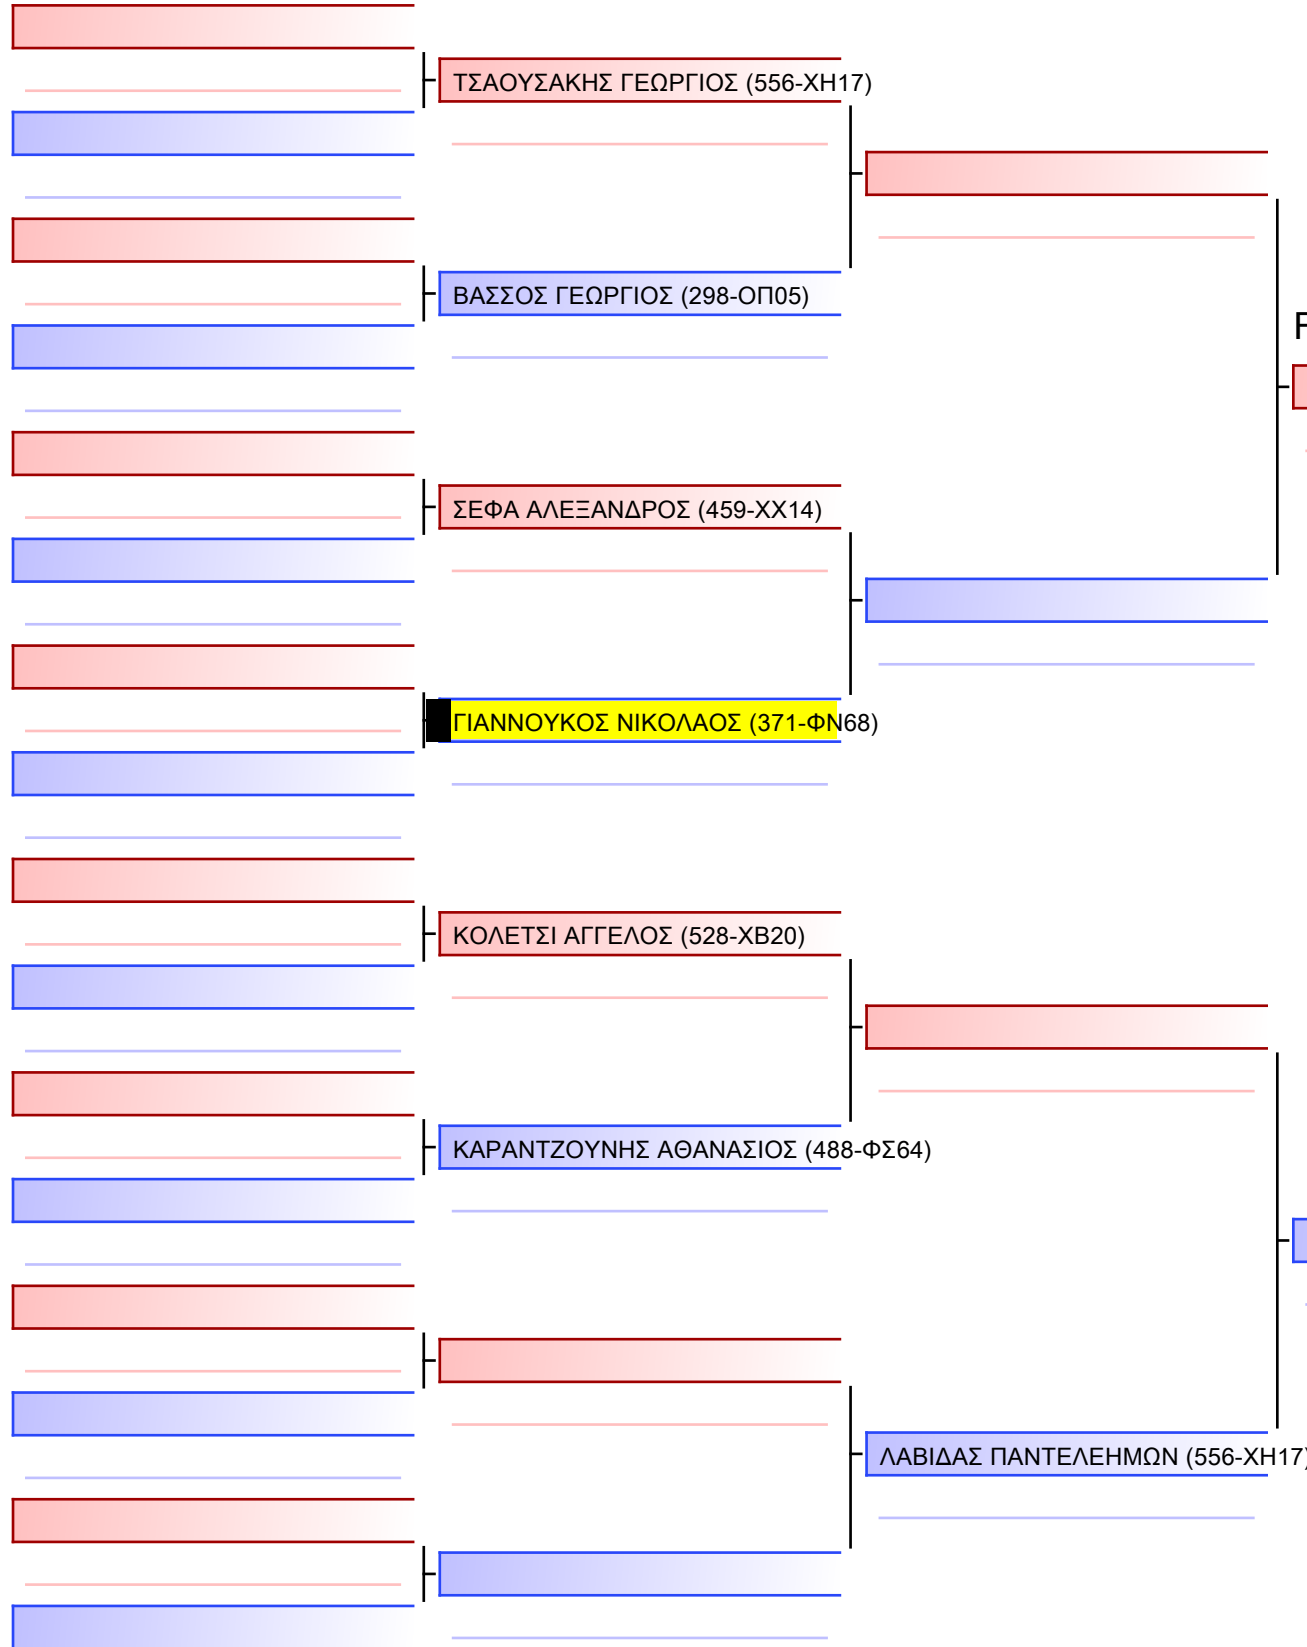 ΤΣΑΟΥΣΑΚΗΣ ΓΕΩΡΓΙΟΣ (556-ΧΗ17)
ΒΑΣΣΟΣ ΓΕΩΡΓΙΟΣ (298-ΟΠ05)
ΣΕΦΑ ΑΛΕΞΑΝΔΡΟΣ (459-ΧΧ14)
ΓΙΑΝΝΟΥΚΟΣ ΝΙΚΟΛΑΟΣ (371-ΦΝ68)
ΚΟΛΕΤΣΙ ΑΓΓΕΛΟΣ (528-ΧΒ20)
ΚΑΡΑΝΤΖΟΥΝΗΣ ΑΘΑΝΑΣΙΟΣ (488-ΦΣ64)
ΛΑΒΙΔΑΣ ΠΑΝΤΕΛΕΗΜΩΝ (556-ΧΗ17)